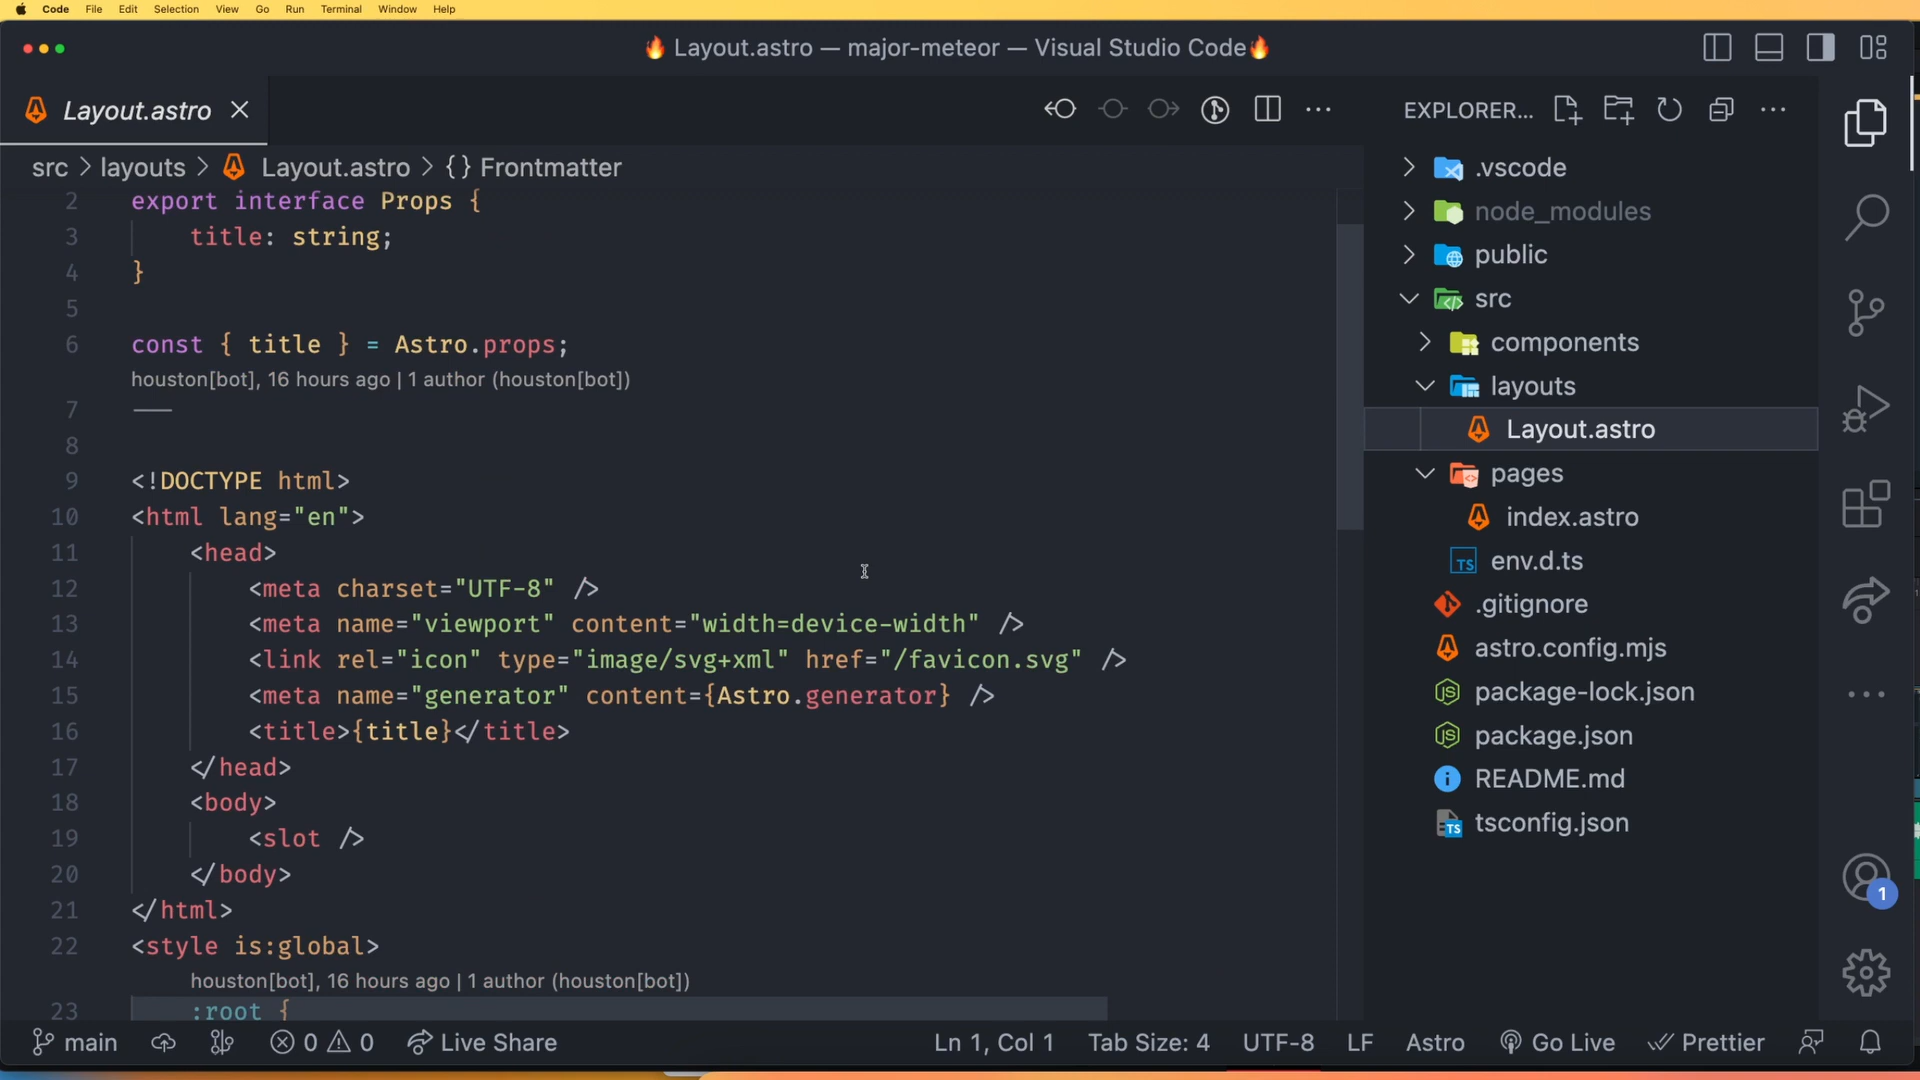 Code File Edit Selection View Go Run Terminal Window Help
🔥 Layout.astro — major-meteor — Visual Studio Code🔥
Layout.astro
src > layouts > Layout.astro > {} Frontmatter
2 export interface Props {
3 title: string;
4 }
5
6 const { title } = Astro.props;
houston[bot], 16 hours ago | 1 author (houston[bot])
7 ---
8
9 <!DOCTYPE html>
10 <html lang="en">
11 <head>
12 <meta charset="UTF-8" />
13 <meta name="viewport" content="width=device-width" />
14 <link rel="icon" type="image/svg+xml" href="/favicon.svg" />
15 <meta name="generator" content={Astro.generator} />
16 <title>{title}</title>
17 </head>
18 <body>
19 <slot />
20 </body>
21 </html>
22 <style is:global>
houston[bot], 16 hours ago | 1 author (houston[bot])
23 :root {
EXPLORER...
.vscode
node_modules
public
src
components
layouts
Layout.astro
pages
index.astro
TS env.d.ts
.gitignore
astro.config.mjs
package-lock.json
package.json
README.md
TS tsconfig.json
1
main 0 0 Live Share Ln 1, Col 1 Tab Size: 4 UTF-8 LF Astro Go Live Prettier